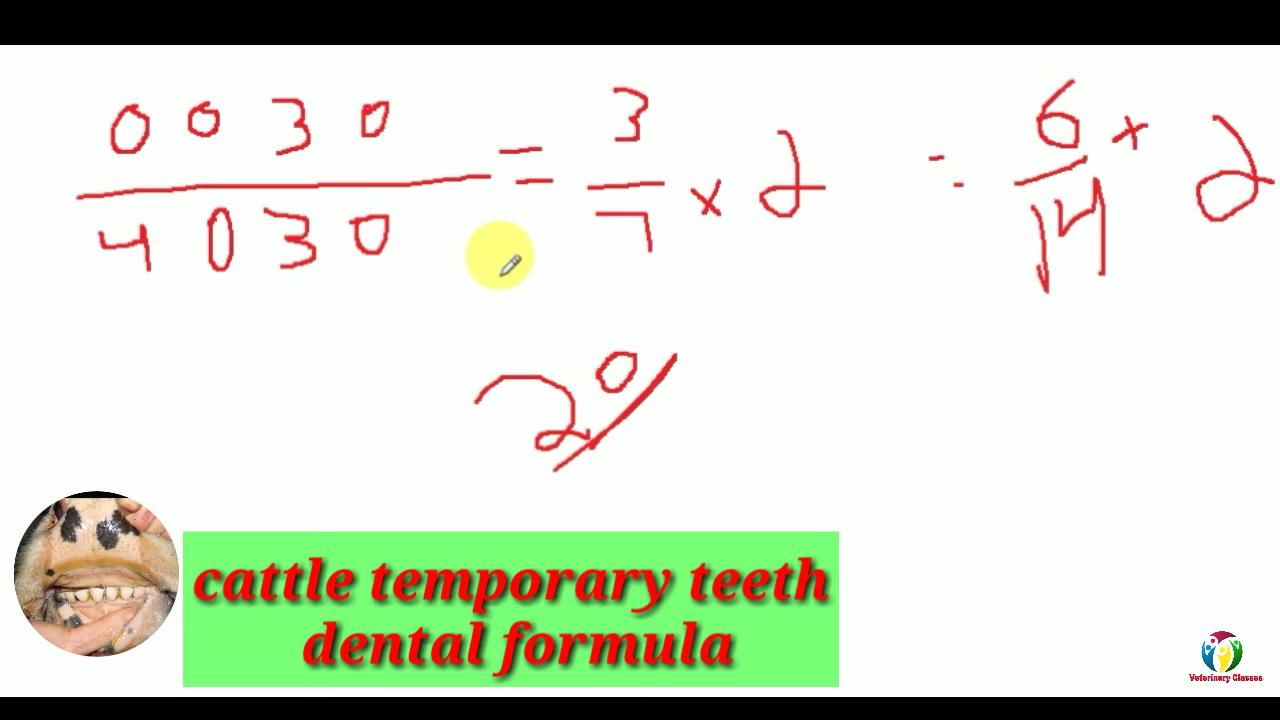 0 0 3 0 = 3 × 2 = 6 × 2
4 0 3 0 7 14
20
cattle temporary teeth
dental formula
Veterinary Classes